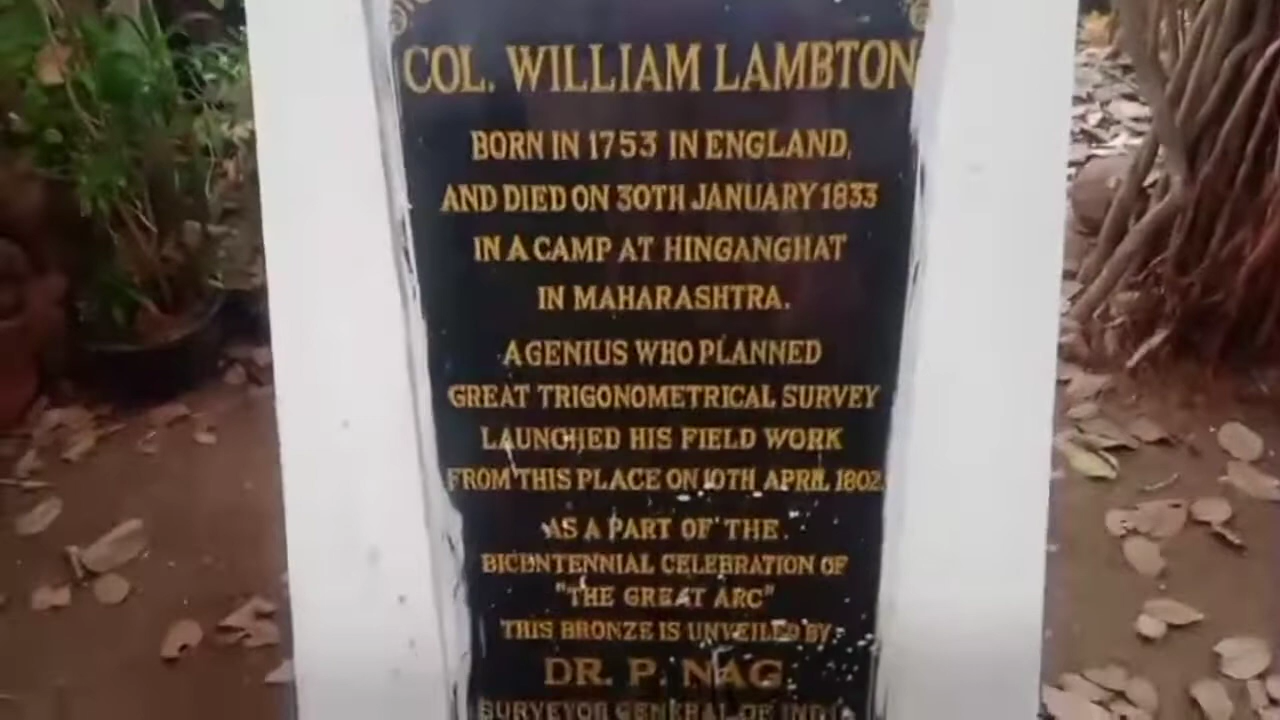 COL. WILLIAM LAMBTON
BORN IN 1753 IN ENGLAND,
AND DIED ON 30TH JANUARY 1833
IN A CAMP AT HINGANGHAT
IN MAHARASHTRA.
A GENIUS WHO PLANNED
GREAT TRIGONOMETRICAL SURVEY
LAUNCHED HIS FIELD WORK
FROM THIS PLACE ON 10TH APRIL 1802.
AS A PART OF THE.
BICENTENNIAL CELEBRATION OF
"THE GREAT ARC"
THIS BRONZE IS UNVEILED BY
DR. P. NAG
SURVEYOR GENERAL OF INDIA